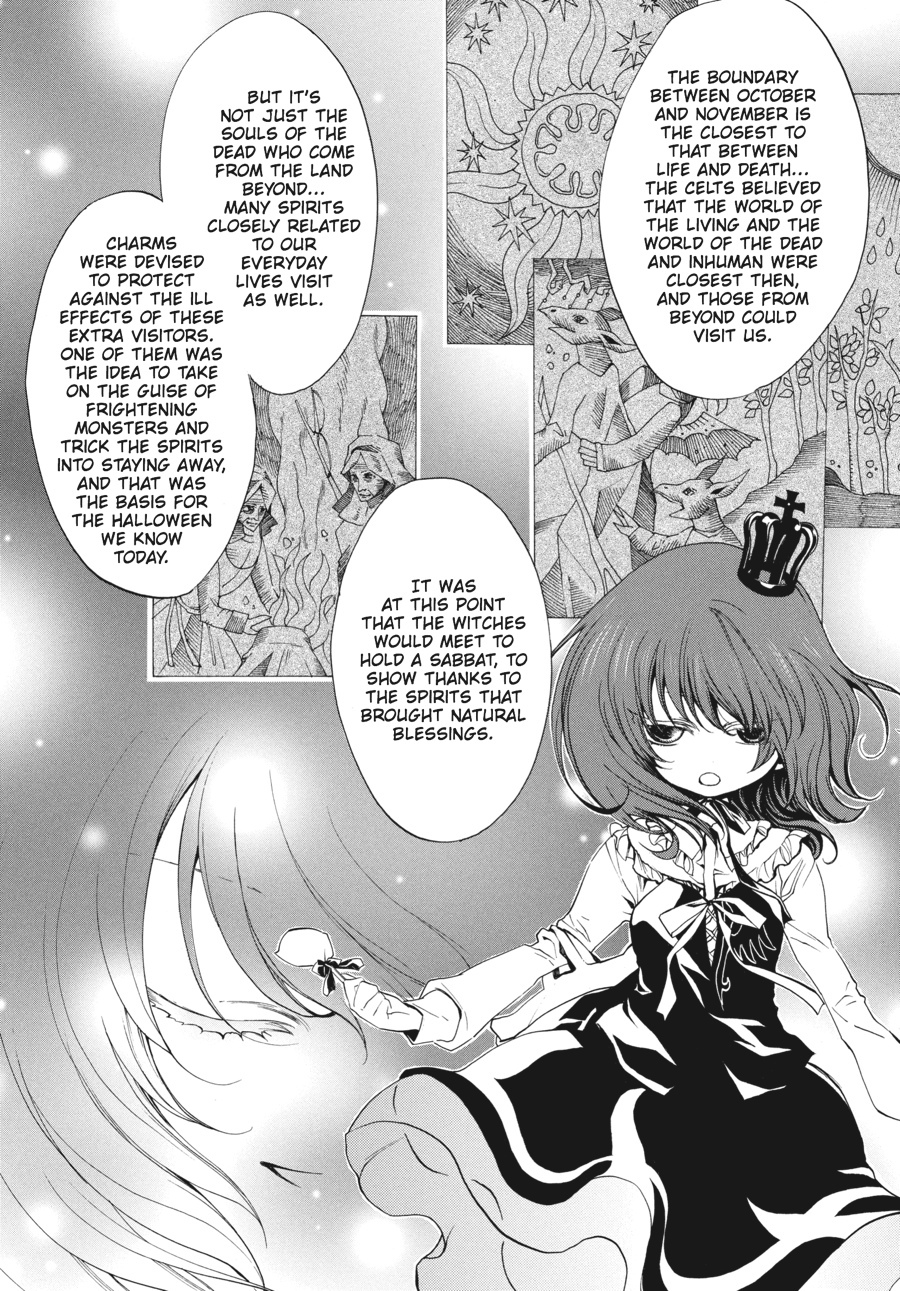 THE BOUNDARY
BETWEEN OCTOBER
AND NOVEMBER IS
THE CLOSEST TO
THAT BETWEEN
LIFE AND DEATH...
THE CELTS BELIEVED
THAT THE WORLD OF
THE LIVING AND THE
WORLD OF THE DEAD
AND INHUMAN WERE
CLOSEST THEN,
AND THOSE FROM
BEYOND COULD
VISIT US.
BUT IT'S
NOT JUST THE
SOULS OF THE
DEAD WHO COME
FROM THE LAND
BEYOND...
MANY SPIRITS
CLOSELY RELATED
TO OUR
EVERYDAY
LIVES VISIT
AS WELL.
CHARMS
WERE DEVISED
TO PROTECT
AGAINST THE ILL
EFFECTS OF THESE
EXTRA VISITORS.
ONE OF THEM WAS
THE IDEA TO TAKE
ON THE GUISE OF
FRIGHTENING
MONSTERS AND
TRICK THE SPIRITS
INTO STAYING AWAY,
AND THAT WAS
THE BASIS FOR
THE HALLOWEEN
WE KNOW
TODAY.
IT WAS
AT THIS POINT
THAT THE WITCHES
WOULD MEET TO
HOLD A SABBAT, TO
SHOW THANKS TO
THE SPIRITS THAT
BROUGHT NATURAL
BLESSINGS.